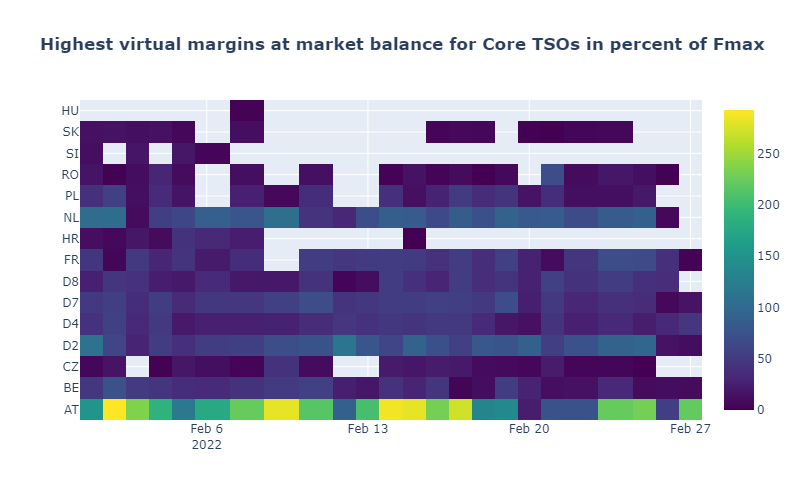 Highest virtual margins at market balance for Core TSOs in percent of Fmax
HU
SK
SI
RO
PL
NL
HR
FR
D8
D7
D4
D2
CZ
BE
AT
Feb 6
2022
Feb 13
Feb 20
Feb 27
250
200
150
100
50
0